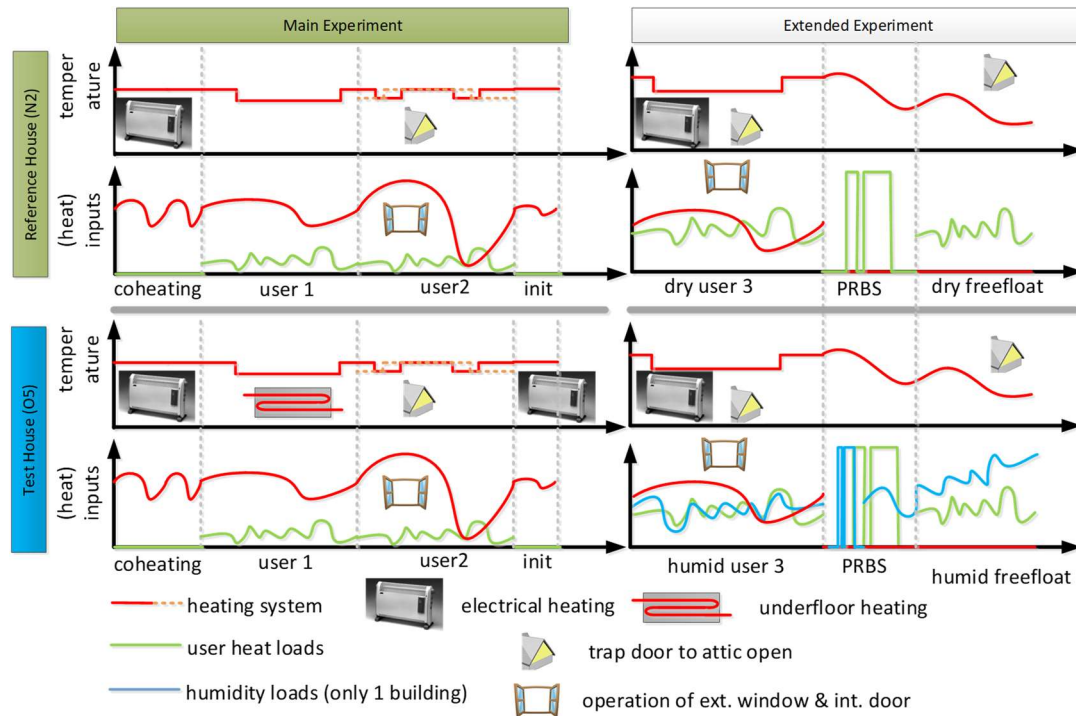 Main Experiment
Extended Experiment
Reference House (N2)
temper
ature
(heat)
inputs
coheating
user 1
user2
init
dry user 3
PRBS
dry freefloat
Test House (O5)
temper
ature
(heat)
inputs
coheating
user 1
user2
init
humid user 3
PRBS
humid freefloat
heating system
electrical heating
underfloor heating
user heat loads
trap door to attic open
humidity loads (only 1 building)
operation of ext. window & int. door